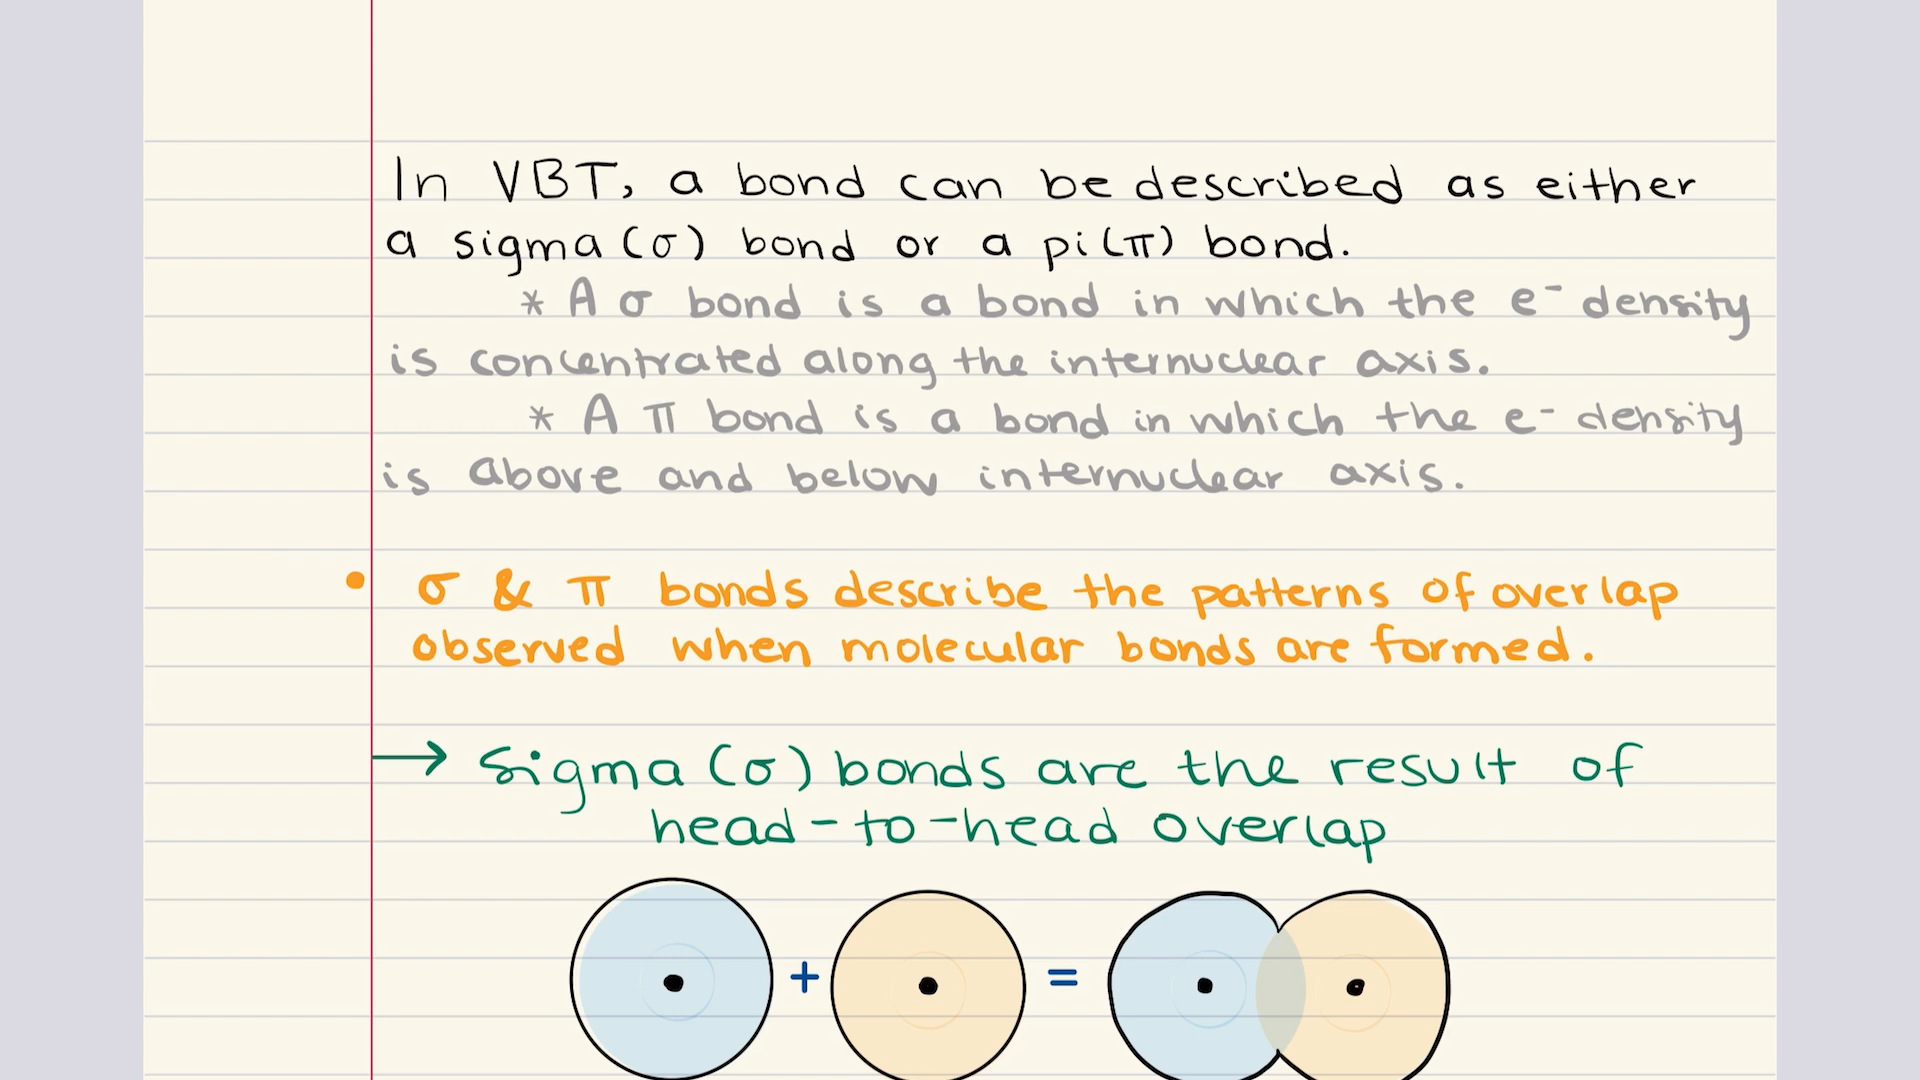 In VBT, a bond can be described as either
a sigma (σ) bond or a pi (π) bond.
* A σ bond is a bond in which the e⁻ density
is concentrated along the internuclear axis.
* A π bond is a bond in which the e⁻ density
is above and below internuclear axis.
• σ & π bonds describe the patterns of overlap
observed when molecular bonds are formed.
→ Sigma (σ) bonds are the result of
head-to-head overlap
+ =